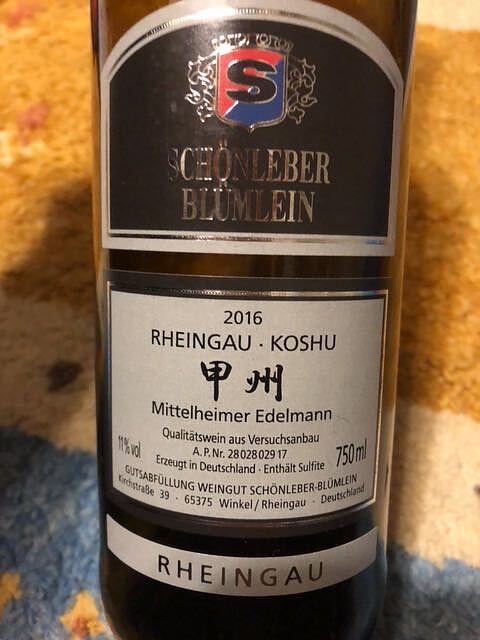 S
SCHÖNLEBER
BLÜMLEIN
2016
RHEINGAU · KOSHU
甲州
Mittelheimer Edelmann
Qualitätswein aus Versuchsanbau
A. P. Nr. 28 028 029 17
11% vol
Erzeugt in Deutschland · Enthält Sulfite
750 ml
GUTSABFÜLLUNG WEINGUT SCHÖNLEBER-BLÜMLEIN
Kirchstraße 39 · 65375 Winkel / Rheingau · Deutschland
RHEINGAU